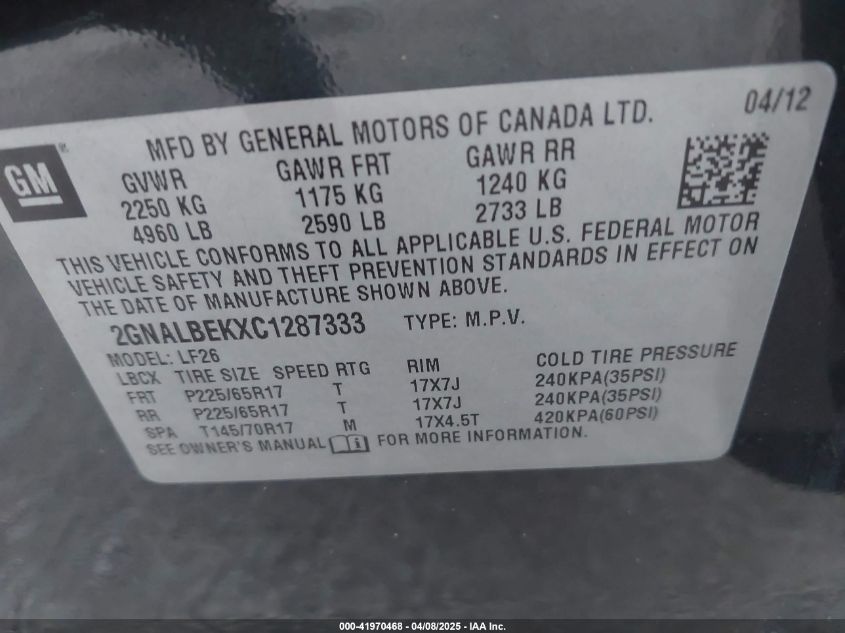 04/12
MFD BY GENERAL MOTORS OF CANADA LTD.
GM ®
GVWR GAWR FRT GAWR RR
2250 KG 1175 KG 1240 KG
4960 LB 2590 LB 2733 LB
THIS VEHICLE CONFORMS TO ALL APPLICABLE U.S. FEDERAL MOTOR
VEHICLE SAFETY AND THEFT PREVENTION STANDARDS IN EFFECT ON
THE DATE OF MANUFACTURE SHOWN ABOVE.
2GNALBEKXC1287333 TYPE: M.P.V.
MODEL: LF26
LBCX TIRE SIZE SPEED RTG RIM COLD TIRE PRESSURE
FRT P225/65R17 T 17X7J 240KPA(35PSI)
RR P225/65R17 T 17X7J 240KPA(35PSI)
SPA T145/70R17 M 17X4.5T 420KPA(60PSI)
SEE OWNER'S MANUAL i FOR MORE INFORMATION.
000-41970468 - 04/08/2025 - IAA Inc.